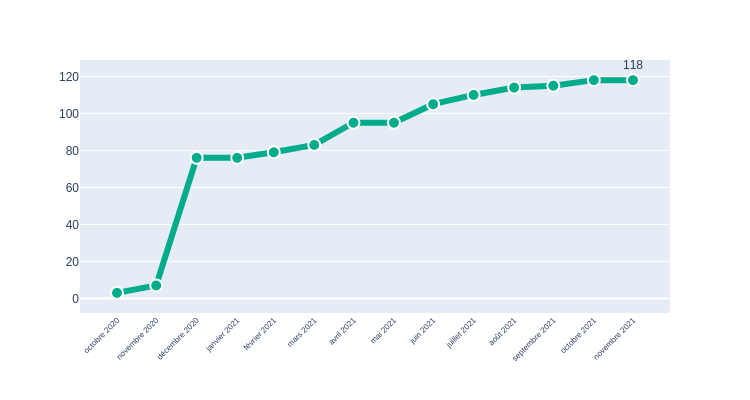 118
120
100
80
60
40
20
0
octobre 2020
novembre 2020
décembre 2020
janvier 2021
février 2021
mars 2021
avril 2021
mai 2021
juin 2021
juillet 2021
août 2021
septembre 2021
octobre 2021
novembre 2021